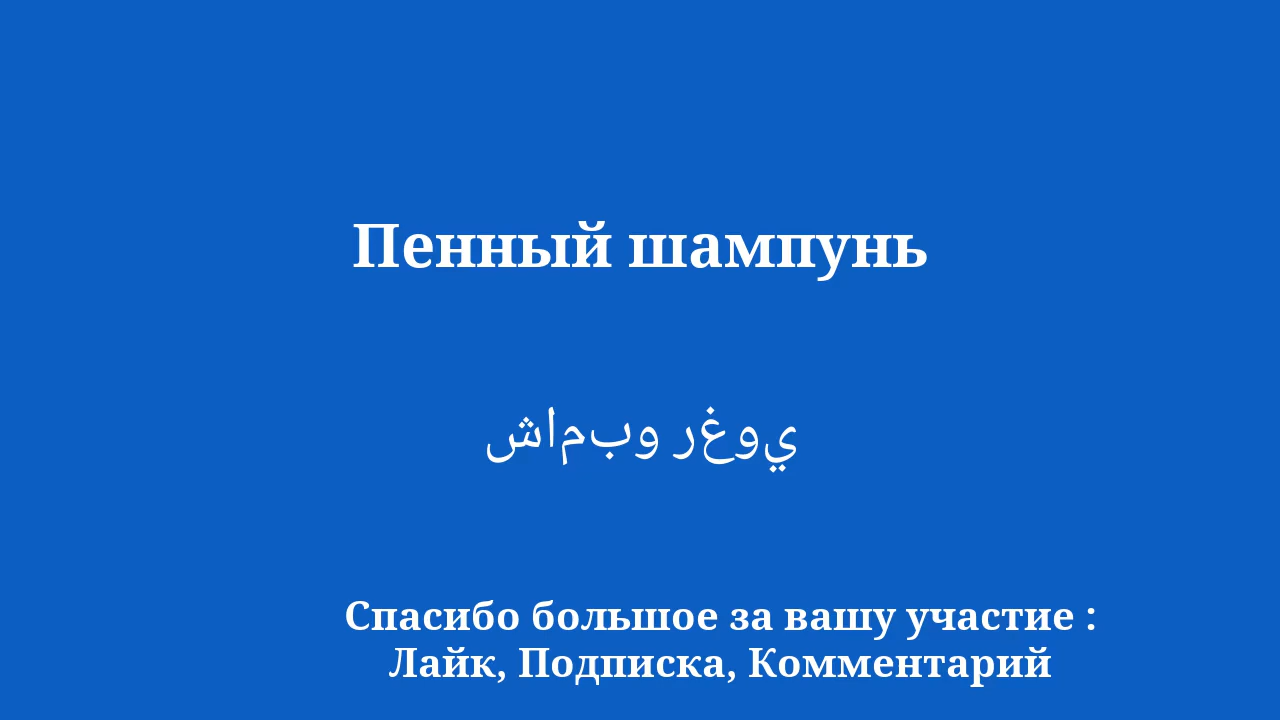 Пенный шампунь
شامبو رغوي
Спасибо большое за вашу участие :
Лайк, Подписка, Комментарий